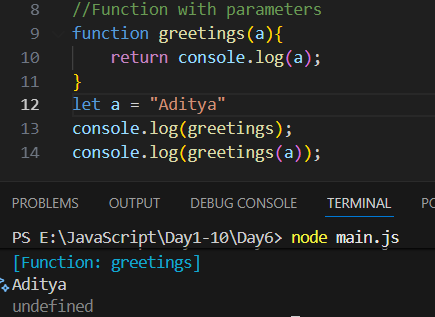 8 //Function with parameters
9 function greetings(a){
10 return console.log(a);
11 }
12 let a = "Aditya"
13 console.log(greetings);
14 console.log(greetings(a));
PROBLEMS OUTPUT DEBUG CONSOLE TERMINAL PO
PS E:\JavaScript\Day1-10\Day6> node main.js
[Function: greetings]
Aditya
undefined